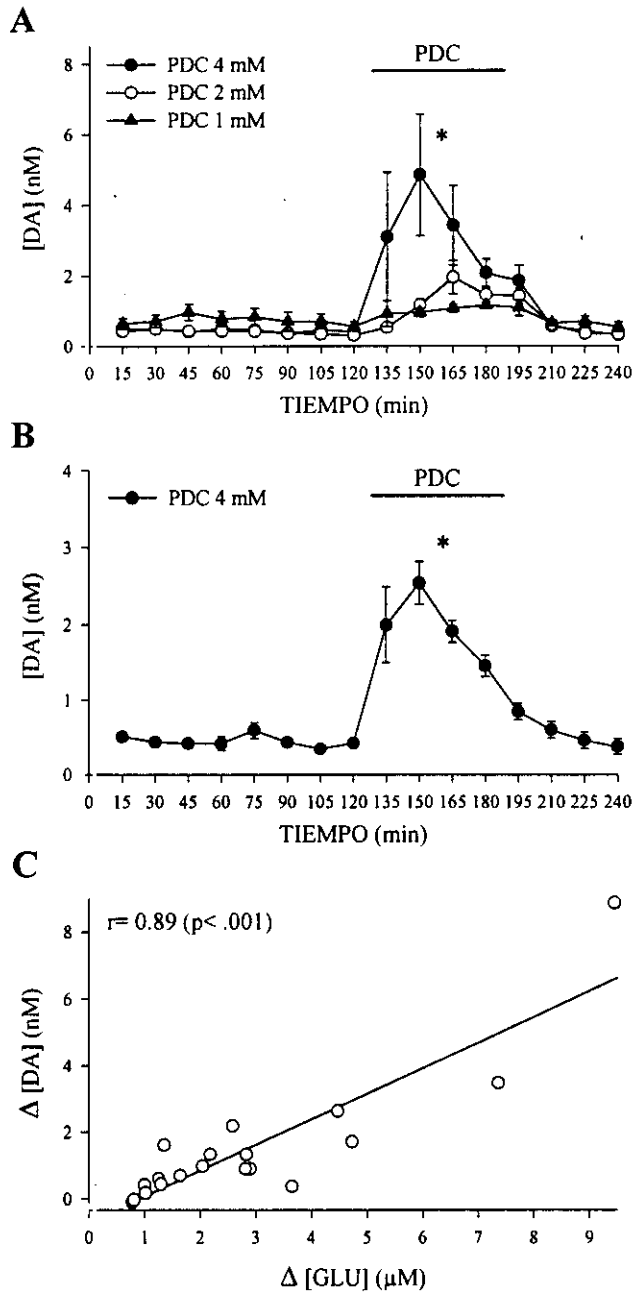 A
PDC
PDC 4 mM
PDC 2 mM
PDC 1 mM
*
[DA] (nM)
8
6
4
2
0
0 15 30 45 60 75 90 105 120 135 150 165 180 195 210 225 240
TIEMPO (min)
B
PDC
PDC 4 mM
*
[DA] (nM)
4
3
2
1
0
0 15 30 45 60 75 90 105 120 135 150 165 180 195 210 225 240
TIEMPO (min)
C
r= 0.89 (p< .001)
Δ [DA] (nM)
8
6
4
2
0
0 1 2 3 4 5 6 7 8 9
Δ [GLU] (μM)